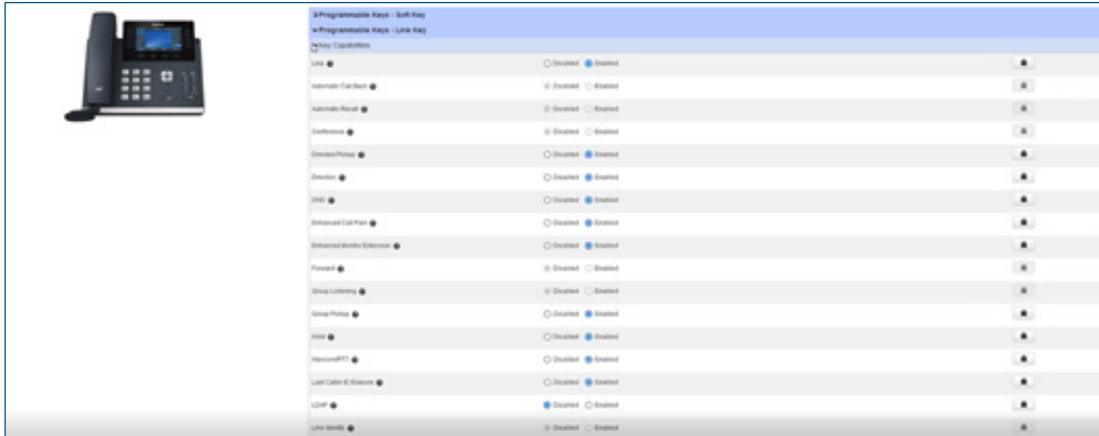 Programmable Keys - Soft Key
Programmable Keys - Line Key
Key Capabilities
Line Disabled Enabled
Automatic Call Back Disabled Enabled
Automatic Recall Disabled Enabled
Conference Disabled Enabled
Directed Pickup Disabled Enabled
Directory Disabled Enabled
DND Disabled Enabled
Enhanced Call Park Disabled Enabled
Enhanced Monitor Extension Disabled Enabled
Forward Disabled Enabled
Group Listening Disabled Enabled
Group Pickup Disabled Enabled
Hold Disabled Enabled
Intercom/PTT Disabled Enabled
Last Caller ID Erasure Disabled Enabled
LDAP Disabled Enabled
Line Identity Disabled Enabled